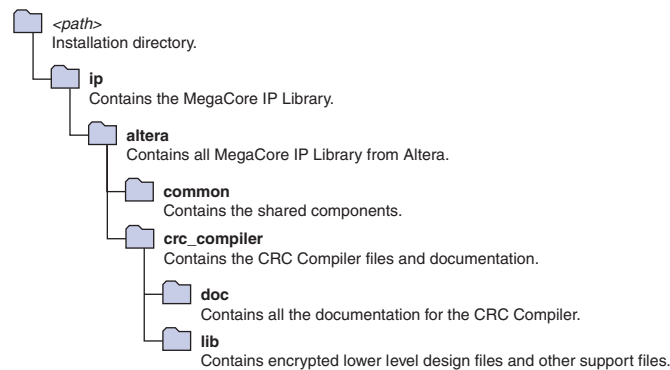 <path>
Installation directory.
ip
Contains the MegaCore IP Library.
altera
Contains all MegaCore IP Library from Altera.
common
Contains the shared components.
crc_compiler
Contains the CRC Compiler files and documentation.
doc
Contains all the documentation for the CRC Compiler.
lib
Contains encrypted lower level design files and other support files.